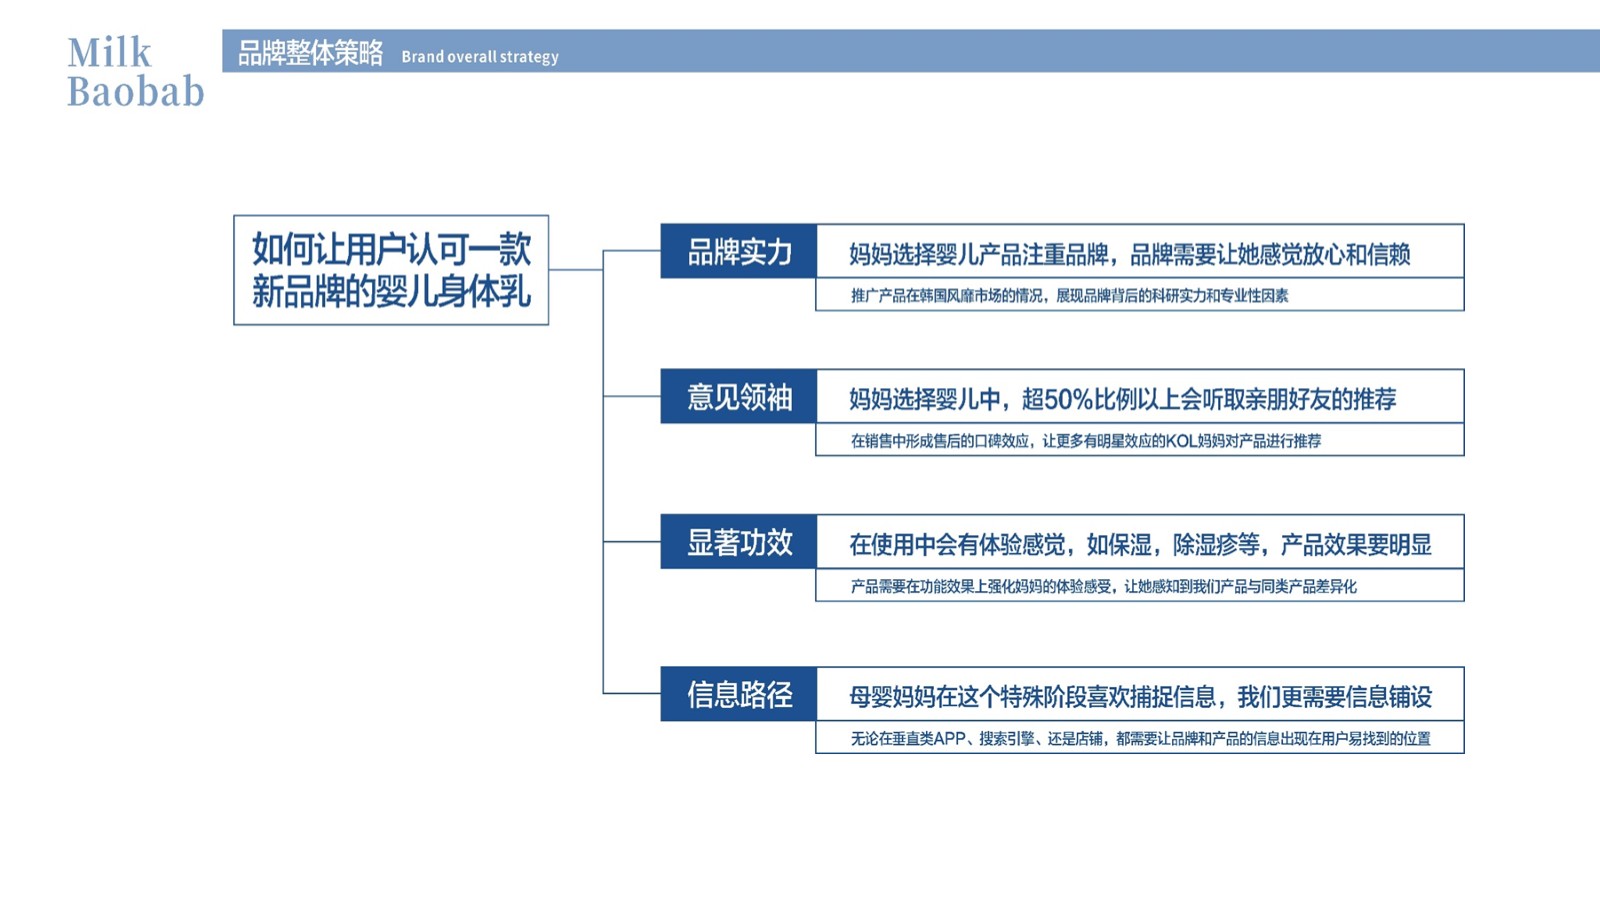 Milk
Baobab
品牌整体策略 Brand overall strategy
如何让用户认可一款
新品牌的婴儿身体乳
品牌实力
妈妈选择婴儿产品注重品牌，品牌需要让她感觉放心和信赖
推广产品在韩国风靡市场的情况，展现品牌背后的科研实力和专业性因素
意见领袖
妈妈选择婴儿中，超50%比例以上会听取亲朋好友的推荐
在销售中形成售后的口碑效应，让更多有明星效应的KOL妈妈对产品进行推荐
显著功效
在使用中会有体验感觉，如保湿，除湿疹等，产品效果要明显
产品需要在功能效果上强化妈妈的体验感受，让她感知到我们产品与同类产品差异化
信息路径
母婴妈妈在这个特殊阶段喜欢捕捉信息，我们更需要信息铺设
无论在垂直类APP、搜索引擎、还是店铺，都需要让品牌和产品的信息出现在用户易找到的位置